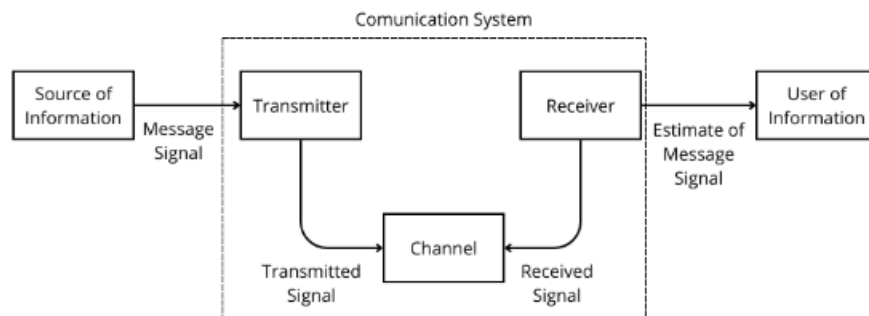 Comunication System
Source of
Information
Message
Signal
Transmitter
Receiver
Estimate of
Message
Signal
User of
Information
Transmitted
Signal
Channel
Received
Signal